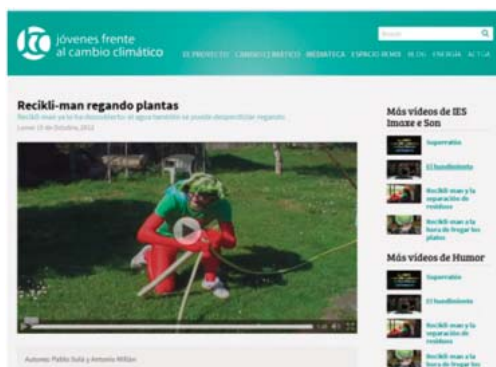 jóvenes frente
al cambio climático
Buscar
EL PROYECTO CAMBIO CLIMÁTICO MEDIATECA ESPACIO REMIX BLOG ENERGÍA ACTÚA
Recikli-man regando plantas
Recikli-man ya lo ha descubierto: el agua también se puede desperdiciar regando.
Lunes 15 de Octubre, 2012
Autores: Pablo Sulá y Antonio Millán
Más vídeos de IES
Imaxe e Son
Superratón
El hundimiento
Recikli-man y la
separación de
residuos
Recikli-man a la
hora de fregar los
platos
Más vídeos de Humor
Superratón
El hundimiento
Recikli-man y la
separación de
residuos
Recikli-man a la
hora de fregar los